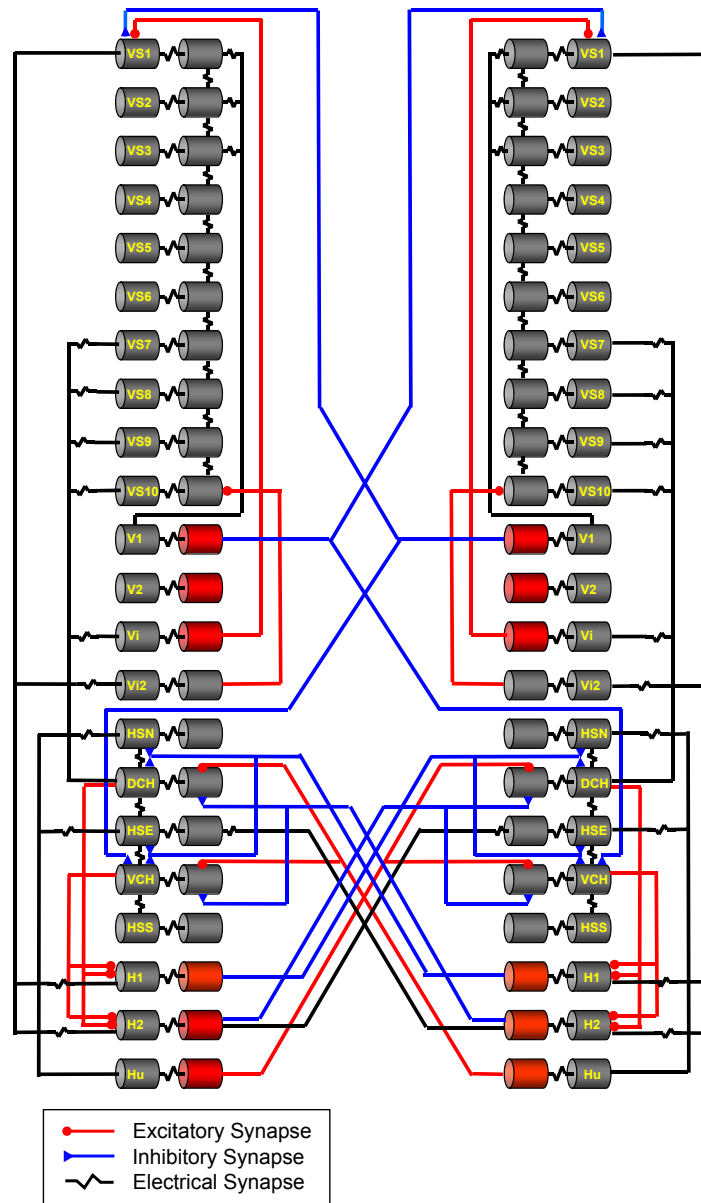 VS1 VS1
VS2 VS2
VS3 VS3
VS4 VS4
VS5 VS5
VS6 VS6
VS7 VS7
VS8 VS8
VS9 VS9
VS10 VS10
V1 V1
V2 V2
Vi Vi
Vi2 Vi2
HSN HSN
DCH DCH
HSE HSE
VCH VCH
HSS HSS
H1 H1
H2 H2
Hu Hu
Excitatory Synapse
Inhibitory Synapse
Electrical Synapse